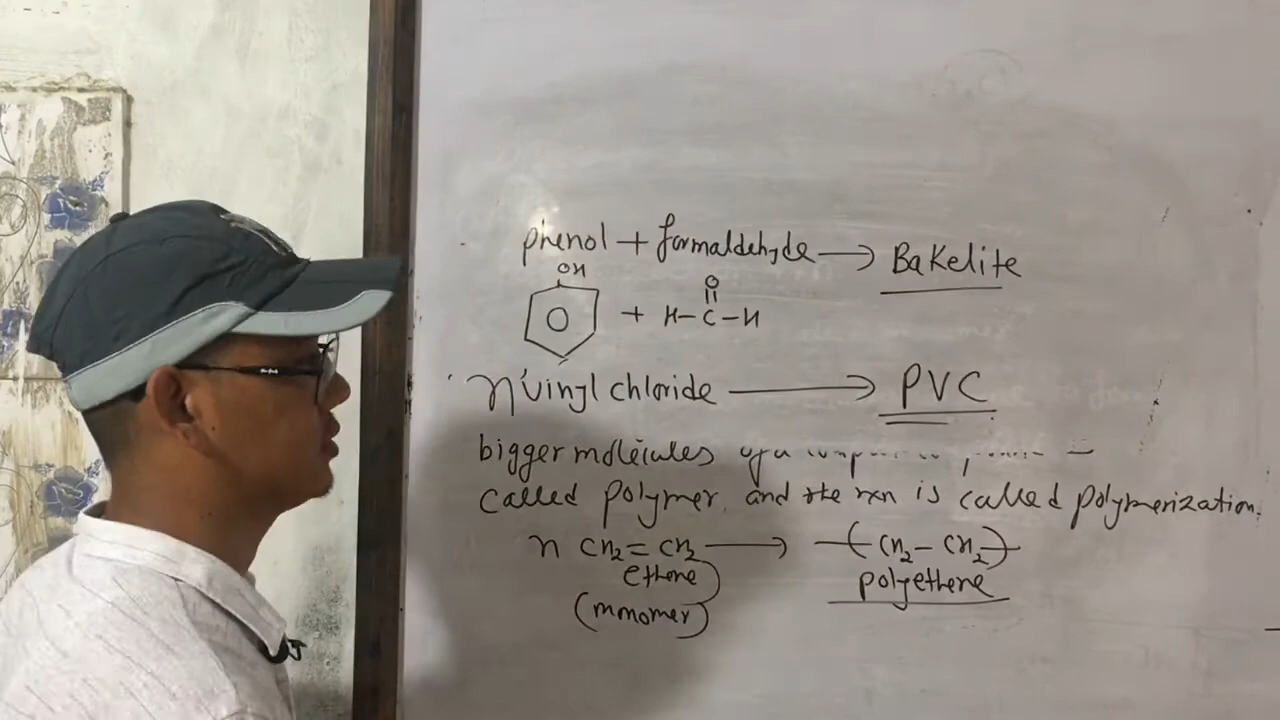 phenol + formaldehyde → Bakelite
OH
O
+ H–C–H
n vinyl chloride → PVC
bigger molecules of a
called polymer. and the rxn is called polymerization.
n CH2=CH2 → –(CH2–CH2)–
ethene polyethene
(monomer)